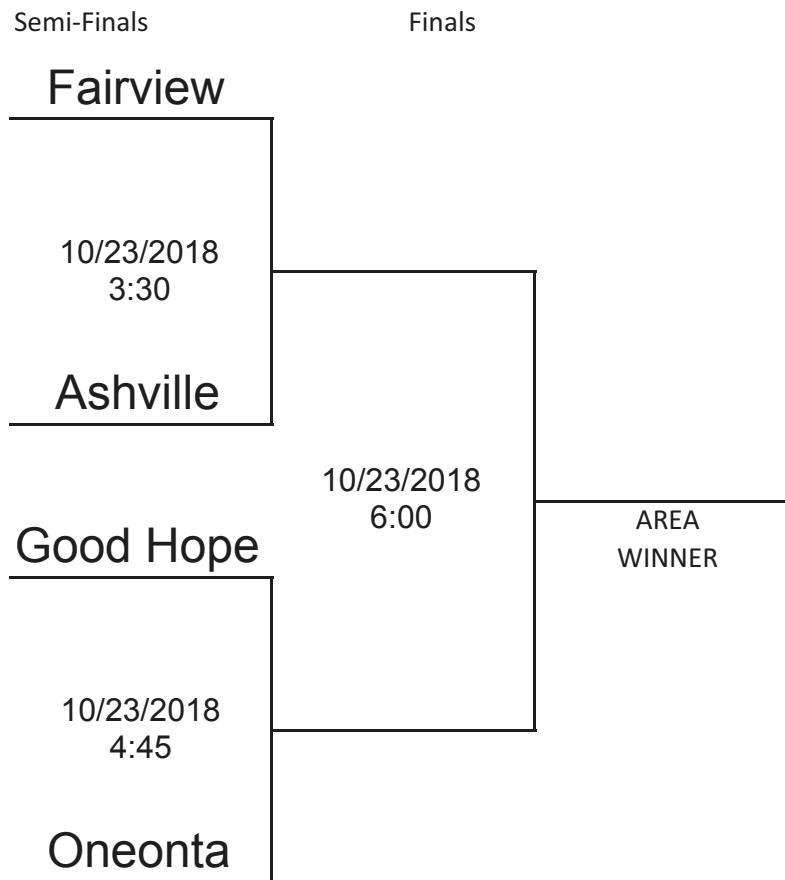 Semi-Finals
Finals
Fairview
10/23/2018
3:30
Ashville
10/23/2018
6:00
AREA
WINNER
Good Hope
10/23/2018
4:45
Oneonta